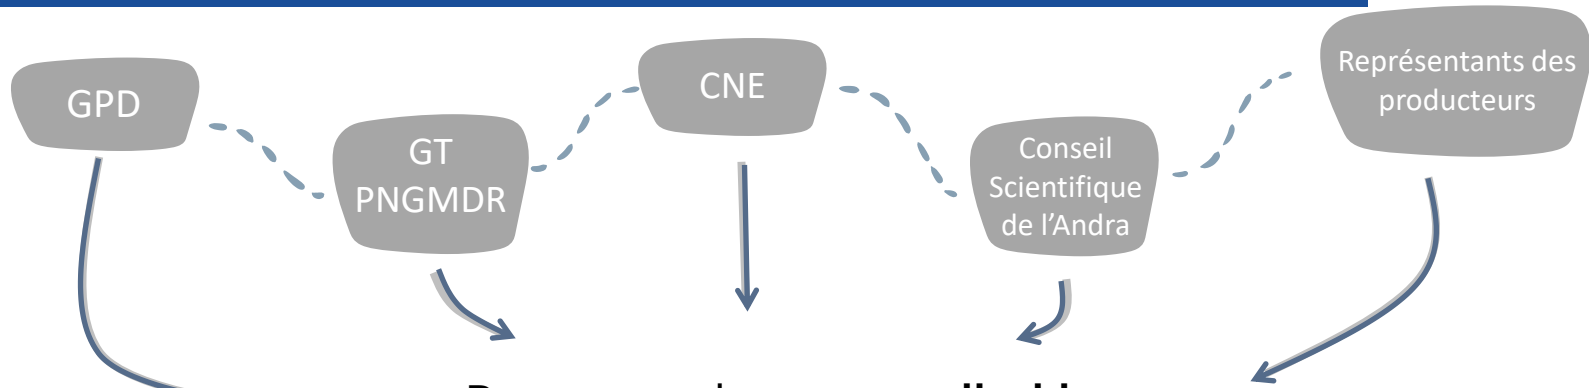 GPD
GT
PNGMDR
CNE
Conseil
Scientifique
de l'Andra
Représentants des
producteurs